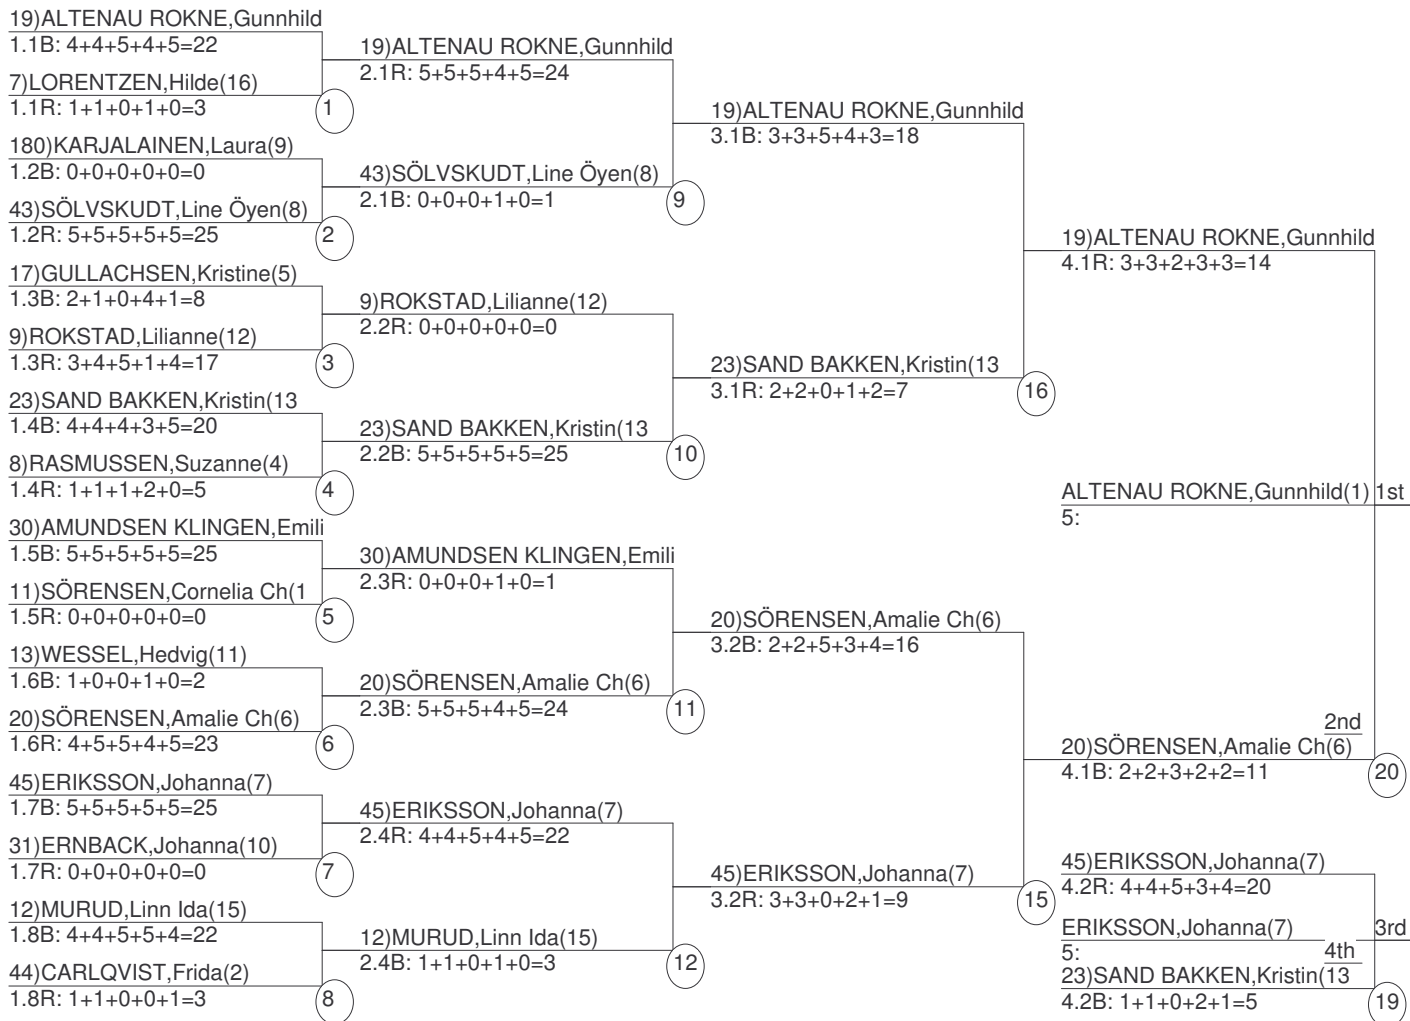 19)ALTENAU ROKNE,Gunnhild
1.1B: 4+4+5+4+5=22
7)LORENTZEN,Hilde(16)
1.1R: 1+1+0+1+0=3
1
180)KARJALAINEN,Laura(9)
1.2B: 0+0+0+0+0=0
43)SÖLVSKUDT,Line Öyen(8)
1.2R: 5+5+5+5+5=25
2
17)GULLACHSEN,Kristine(5)
1.3B: 2+1+0+4+1=8
9)ROKSTAD,Lilianne(12)
1.3R: 3+4+5+1+4=17
3
23)SAND BAKKEN,Kristin(13
1.4B: 4+4+4+3+5=20
8)RASMUSSEN,Suzanne(4)
1.4R: 1+1+1+2+0=5
4
30)AMUNDSEN KLINGEN,Emili
1.5B: 5+5+5+5+5=25
11)SÖRENSEN,Cornelia Ch(1
1.5R: 0+0+0+0+0=0
5
13)WESSEL,Hedvig(11)
1.6B: 1+0+0+1+0=2
20)SÖRENSEN,Amalie Ch(6)
1.6R: 4+5+5+4+5=23
6
45)ERIKSSON,Johanna(7)
1.7B: 5+5+5+5+5=25
31)ERNBACK,Johanna(10)
1.7R: 0+0+0+0+0=0
7
12)MURUD,Linn Ida(15)
1.8B: 4+4+5+5+4=22
44)CARLQVIST,Frida(2)
1.8R: 1+1+0+0+1=3
8
19)ALTENAU ROKNE,Gunnhild
2.1R: 5+5+5+4+5=24
43)SÖLVSKUDT,Line Öyen(8)
2.1B: 0+0+0+1+0=1
9
9)ROKSTAD,Lilianne(12)
2.2R: 0+0+0+0+0=0
23)SAND BAKKEN,Kristin(13
2.2B: 5+5+5+5+5=25
10
30)AMUNDSEN KLINGEN,Emili
2.3R: 0+0+0+1+0=1
20)SÖRENSEN,Amalie Ch(6)
2.3B: 5+5+5+4+5=24
11
45)ERIKSSON,Johanna(7)
2.4R: 4+4+5+4+5=22
12)MURUD,Linn Ida(15)
2.4B: 1+1+0+1+0=3
12
19)ALTENAU ROKNE,Gunnhild
3.1B: 3+3+5+4+3=18
23)SAND BAKKEN,Kristin(13
3.1R: 2+2+0+1+2=7
16
20)SÖRENSEN,Amalie Ch(6)
3.2B: 2+2+5+3+4=16
45)ERIKSSON,Johanna(7)
3.2R: 3+3+0+2+1=9
15
19)ALTENAU ROKNE,Gunnhild
4.1R: 3+3+2+3+3=14
ALTENAU ROKNE,Gunnhild(1) 1st
5:
2nd
20)SÖRENSEN,Amalie Ch(6)
4.1B: 2+2+3+2+2=11
20
45)ERIKSSON,Johanna(7)
4.2R: 4+4+5+3+4=20
ERIKSSON,Johanna(7) 3rd
5: 4th
23)SAND BAKKEN,Kristin(13
4.2B: 1+1+0+2+1=5
19